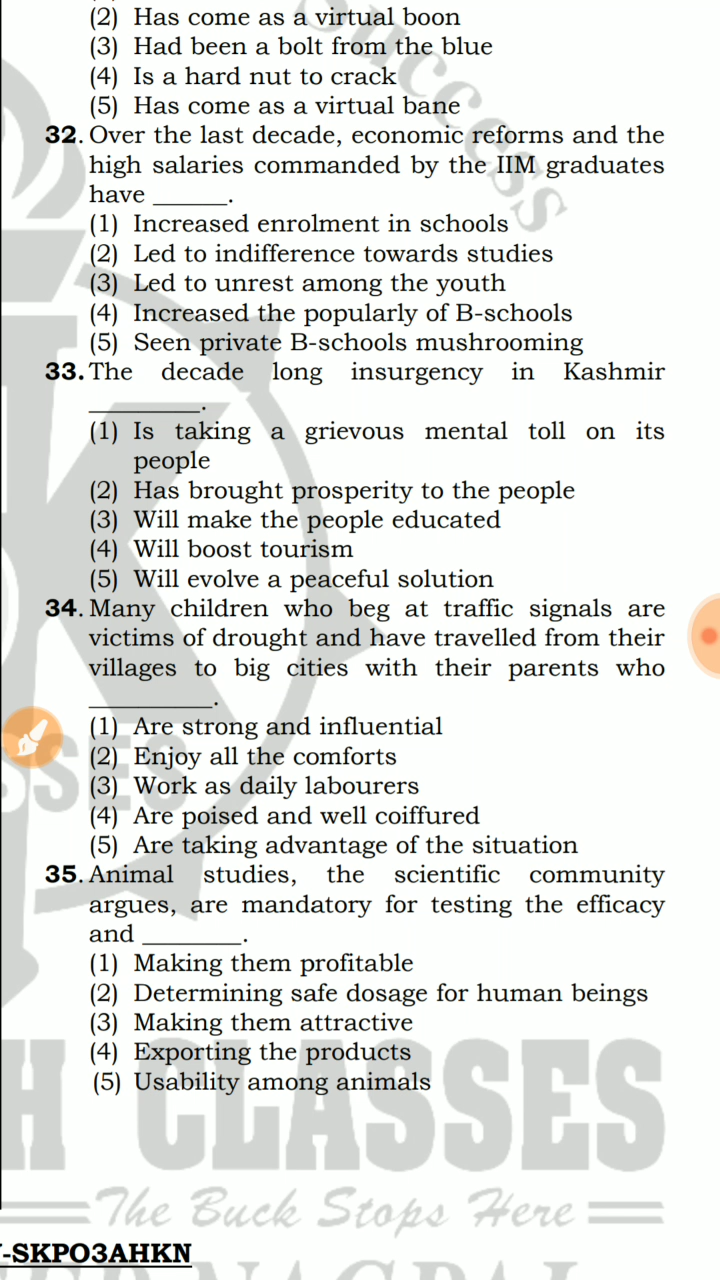 (2) Has come as a virtual boon
(3) Had been a bolt from the blue
(4) Is a hard nut to crack
(5) Has come as a virtual bane
32. Over the last decade, economic reforms and the
high salaries commanded by the IIM graduates
have ______.
(1) Increased enrolment in schools
(2) Led to indifference towards studies
(3) Led to unrest among the youth
(4) Increased the popularly of B-schools
(5) Seen private B-schools mushrooming
33. The decade long insurgency in Kashmir
_________.
(1) Is taking a grievous mental toll on its
people
(2) Has brought prosperity to the people
(3) Will make the people educated
(4) Will boost tourism
(5) Will evolve a peaceful solution
34. Many children who beg at traffic signals are
victims of drought and have travelled from their
villages to big cities with their parents who
__________.
(1) Are strong and influential
(2) Enjoy all the comforts
(3) Work as daily labourers
(4) Are poised and well coiffured
(5) Are taking advantage of the situation
35. Animal studies, the scientific community
argues, are mandatory for testing the efficacy
and ________.
(1) Making them profitable
(2) Determining safe dosage for human beings
(3) Making them attractive
(4) Exporting the products
(5) Usability among animals
Success
SSES
H CLASSES
The Buck Stops Here
-SKPO3AHKN
NAGPAL